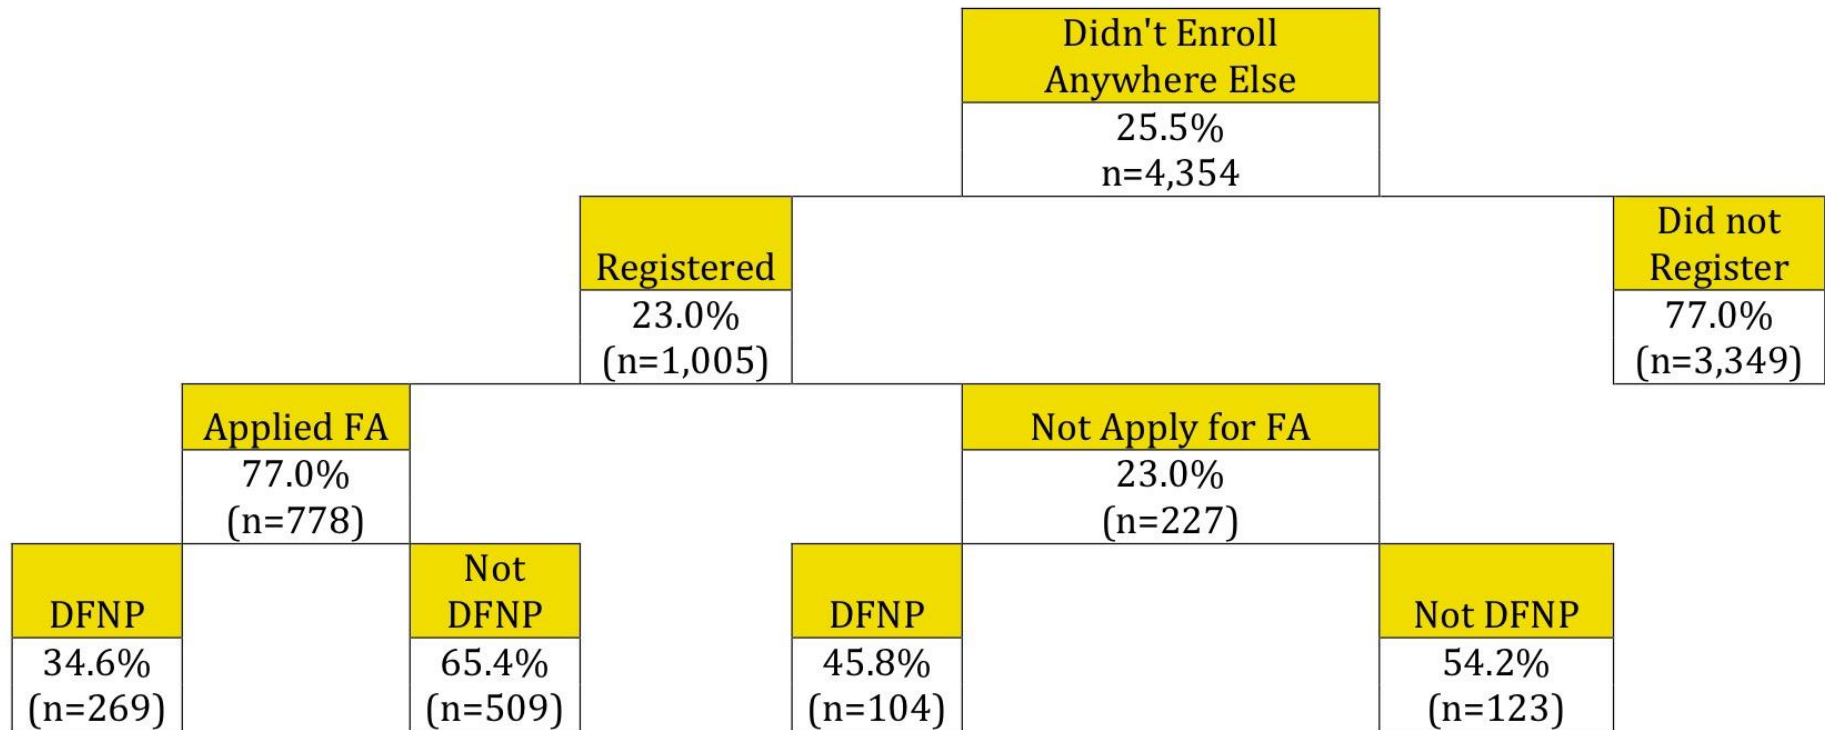 Didn't Enroll
Anywhere Else
25.5%
n=4,354
Registered
23.0%
(n=1,005)
Did not
Register
77.0%
(n=3,349)
Applied FA
77.0%
(n=778)
Not Apply for FA
23.0%
(n=227)
DFNP
34.6%
(n=269)
Not
DFNP
65.4%
(n=509)
DFNP
45.8%
(n=104)
Not DFNP
54.2%
(n=123)